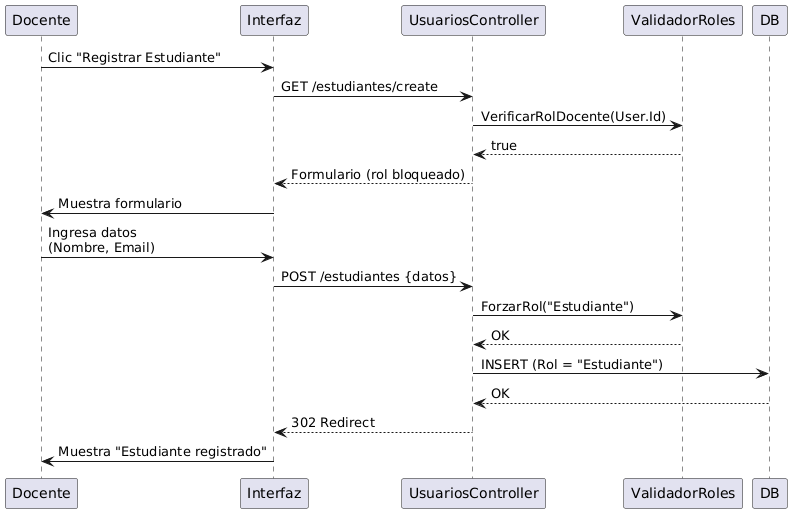 Docente
Interfaz
UsuariosController
ValidadorRoles
DB
Clic "Registrar Estudiante"
GET /estudiantes/create
VerificarRolDocente(User.Id)
true
Formulario (rol bloqueado)
Muestra formulario
Ingresa datos
(Nombre, Email)
POST /estudiantes {datos}
ForzarRol("Estudiante")
OK
INSERT (Rol = "Estudiante")
OK
302 Redirect
Muestra "Estudiante registrado"
Docente
Interfaz
UsuariosController
ValidadorRoles
DB